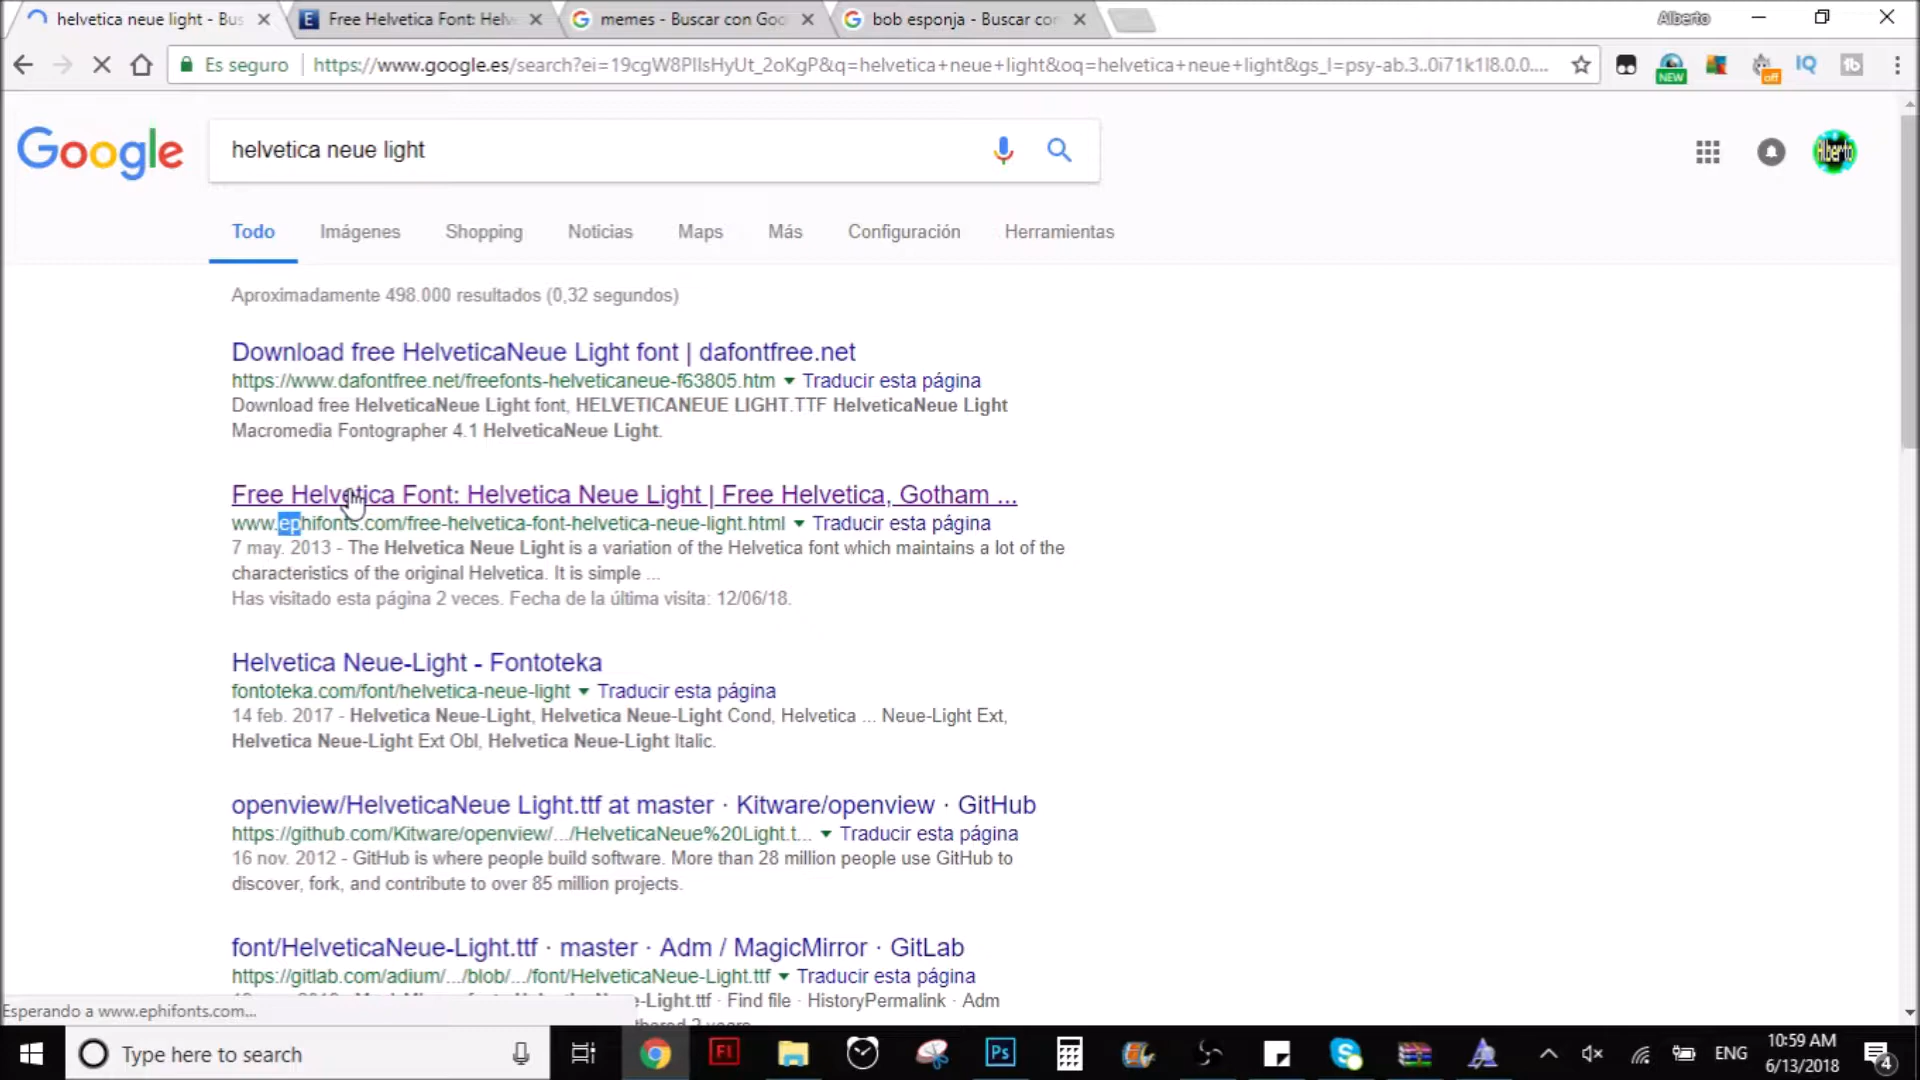 helvetica neue light - Bus
Free Helvetica Font: Helv
memes - Buscar con Goo
bob esponja - Buscar co
Alberto
Es seguro
https://www.google.es/search?ei=19cgW8PIIsHyUt_2oKgP&q=helvetica+neue+light&oq=helvetica+neue+light&gs_l=psy-ab.3..0i71k1l8.0.0....
NEW
off
IQ
Google
helvetica neue light
Alberto
Todo Imágenes Shopping Noticias Maps Más Configuración Herramientas
Aproximadamente 498.000 resultados (0,32 segundos)
Download free HelveticaNeue Light font | dafontfree.net
https://www.dafontfree.net/freefonts-helveticaneue-f63805.htm Traducir esta página
Download free HelveticaNeue Light font, HELVETICANEUE LIGHT.TTF HelveticaNeue Light
Macromedia Fontographer 4.1 HelveticaNeue Light.
Free Helvetica Font: Helvetica Neue Light | Free Helvetica, Gotham ...
www.ephifonts.com/free-helvetica-font-helvetica-neue-light.html Traducir esta página
7 may. 2013 - The Helvetica Neue Light is a variation of the Helvetica font which maintains a lot of the
characteristics of the original Helvetica. It is simple ...
Has visitado esta página 2 veces. Fecha de la última visita: 12/06/18.
Helvetica Neue-Light - Fontoteka
fontoteka.com/font/helvetica-neue-light Traducir esta página
14 feb. 2017 - Helvetica Neue-Light, Helvetica Neue-Light Cond, Helvetica ... Neue-Light Ext,
Helvetica Neue-Light Ext Obl, Helvetica Neue-Light Italic.
openview/HelveticaNeue Light.ttf at master · Kitware/openview · GitHub
https://github.com/Kitware/openview/.../HelveticaNeue%20Light.t... Traducir esta página
16 nov. 2012 - GitHub is where people build software. More than 28 million people use GitHub to
discover, fork, and contribute to over 85 million projects.
font/HelveticaNeue-Light.ttf · master · Adm / MagicMirror · GitLab
https://gitlab.com/adium/.../blob/.../font/HelveticaNeue-Light.ttf Traducir esta página
-Light.ttf · Find file · HistoryPermalink · Adm
Esperando a www.ephifonts.com...
Type here to search
Fl
Ps
ENG
10:59 AM
6/13/2018
4